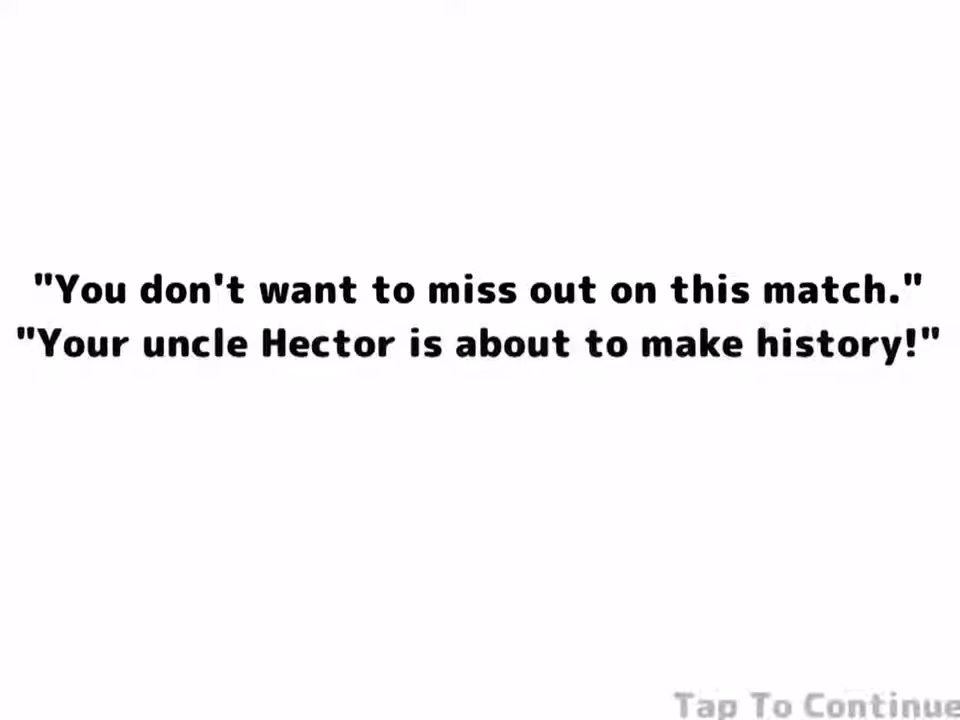 "You don't want to miss out on this match."
"Your uncle Hector is about to make history!"
Tap To Continue